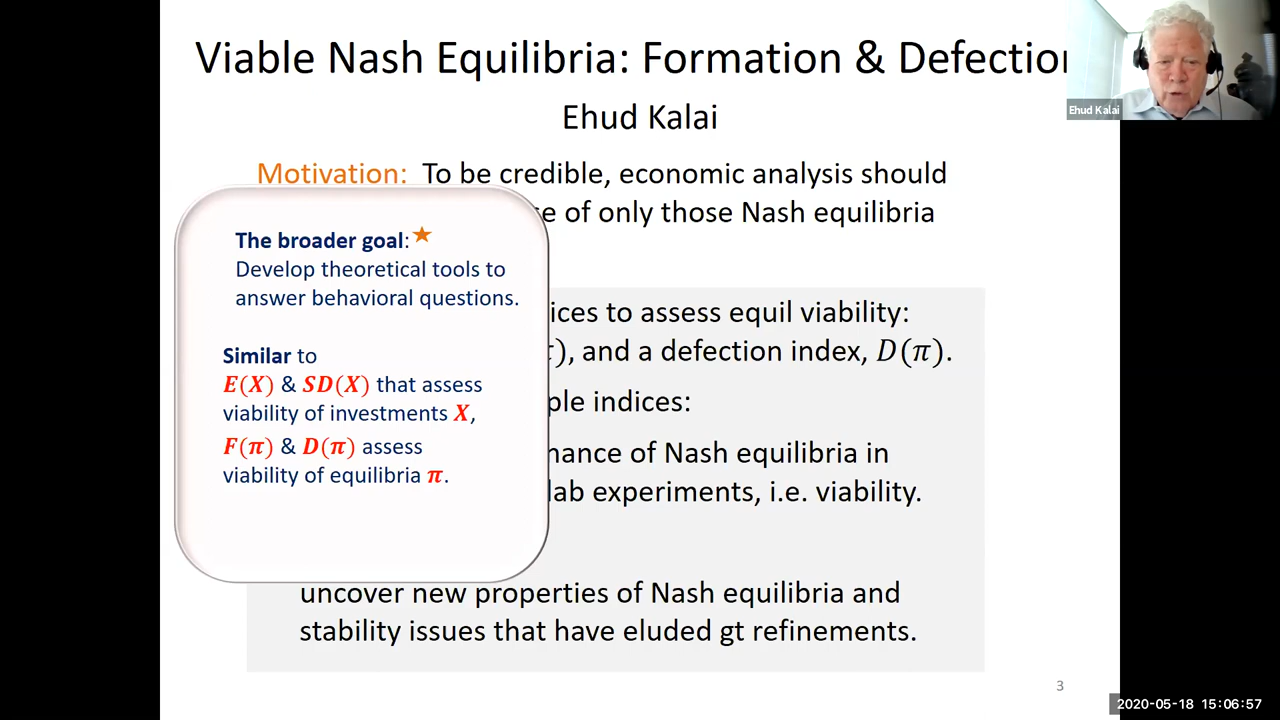 Viable Nash Equilibria: Formation & Defection
Ehud Kalai
Ehud Kalai
Motivation: To be credible, economic analysis should
of only those Nash equilibria
The broader goal:
Develop theoretical tools to
answer behavioral questions.
Similar to
E(X) & SD(X) that assess
viability of investments X,
F(π) & D(π) assess
viability of equilibria π.
ices to assess equil viability:
), and a defection index, D(π).
ple indices:
nance of Nash equilibria in
lab experiments, i.e. viability.
uncover new properties of Nash equilibria and
stability issues that have eluded gt refinements.
3
2020-05-18 15:06:57